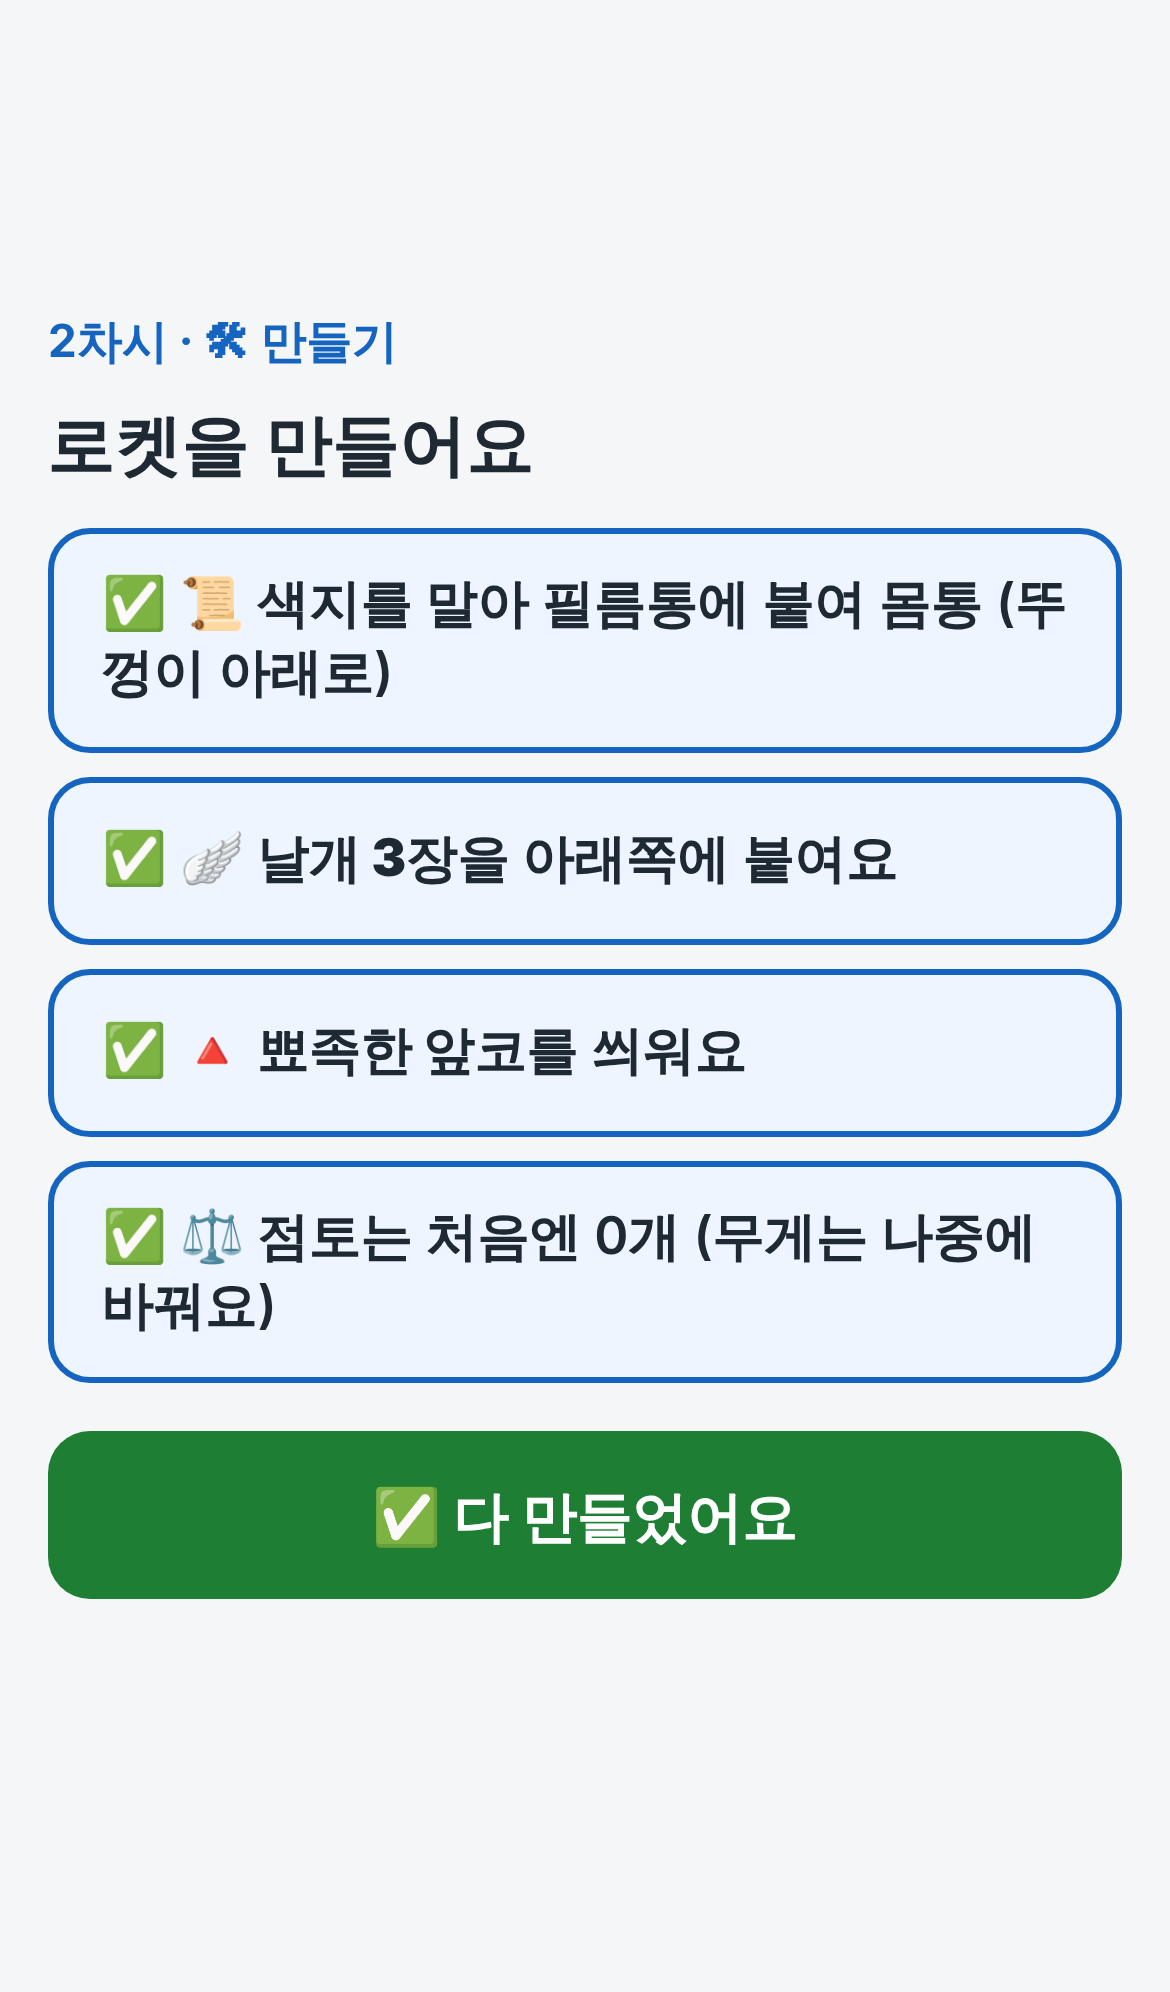 2차시 · 🛠 만들기
로켓을 만들어요
✅ 📜 색지를 말아 필름통에 붙여 몸통 (뚜
껑이 아래로)
✅ 🪽 날개 3장을 아래쪽에 붙여요
✅ 🔺 뾰족한 앞코를 씌워요
✅ ⚖️ 점토는 처음엔 0개 (무게는 나중에
바꿔요)
✅ 다 만들었어요